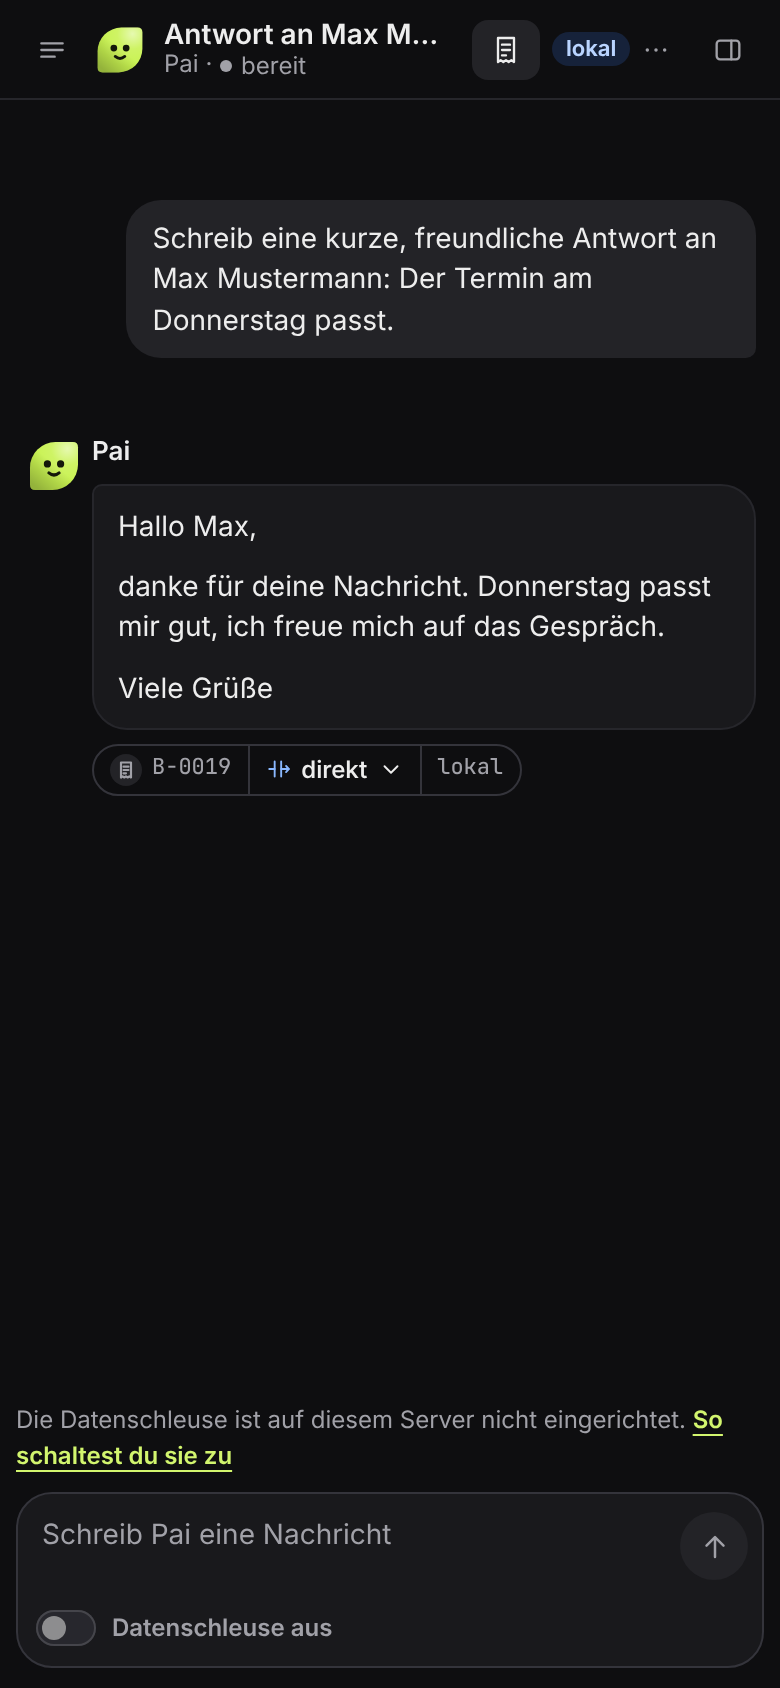 Antwort an Max M...
Pai · bereit
lokal
Schreib eine kurze, freundliche Antwort an
Max Mustermann: Der Termin am
Donnerstag passt.
Pai
Hallo Max,
danke für deine Nachricht. Donnerstag passt
mir gut, ich freue mich auf das Gespräch.
Viele Grüße
B-0019 direkt lokal
Die Datenschleuse ist auf diesem Server nicht eingerichtet. So
schaltest du sie zu
Schreib Pai eine Nachricht
Datenschleuse aus